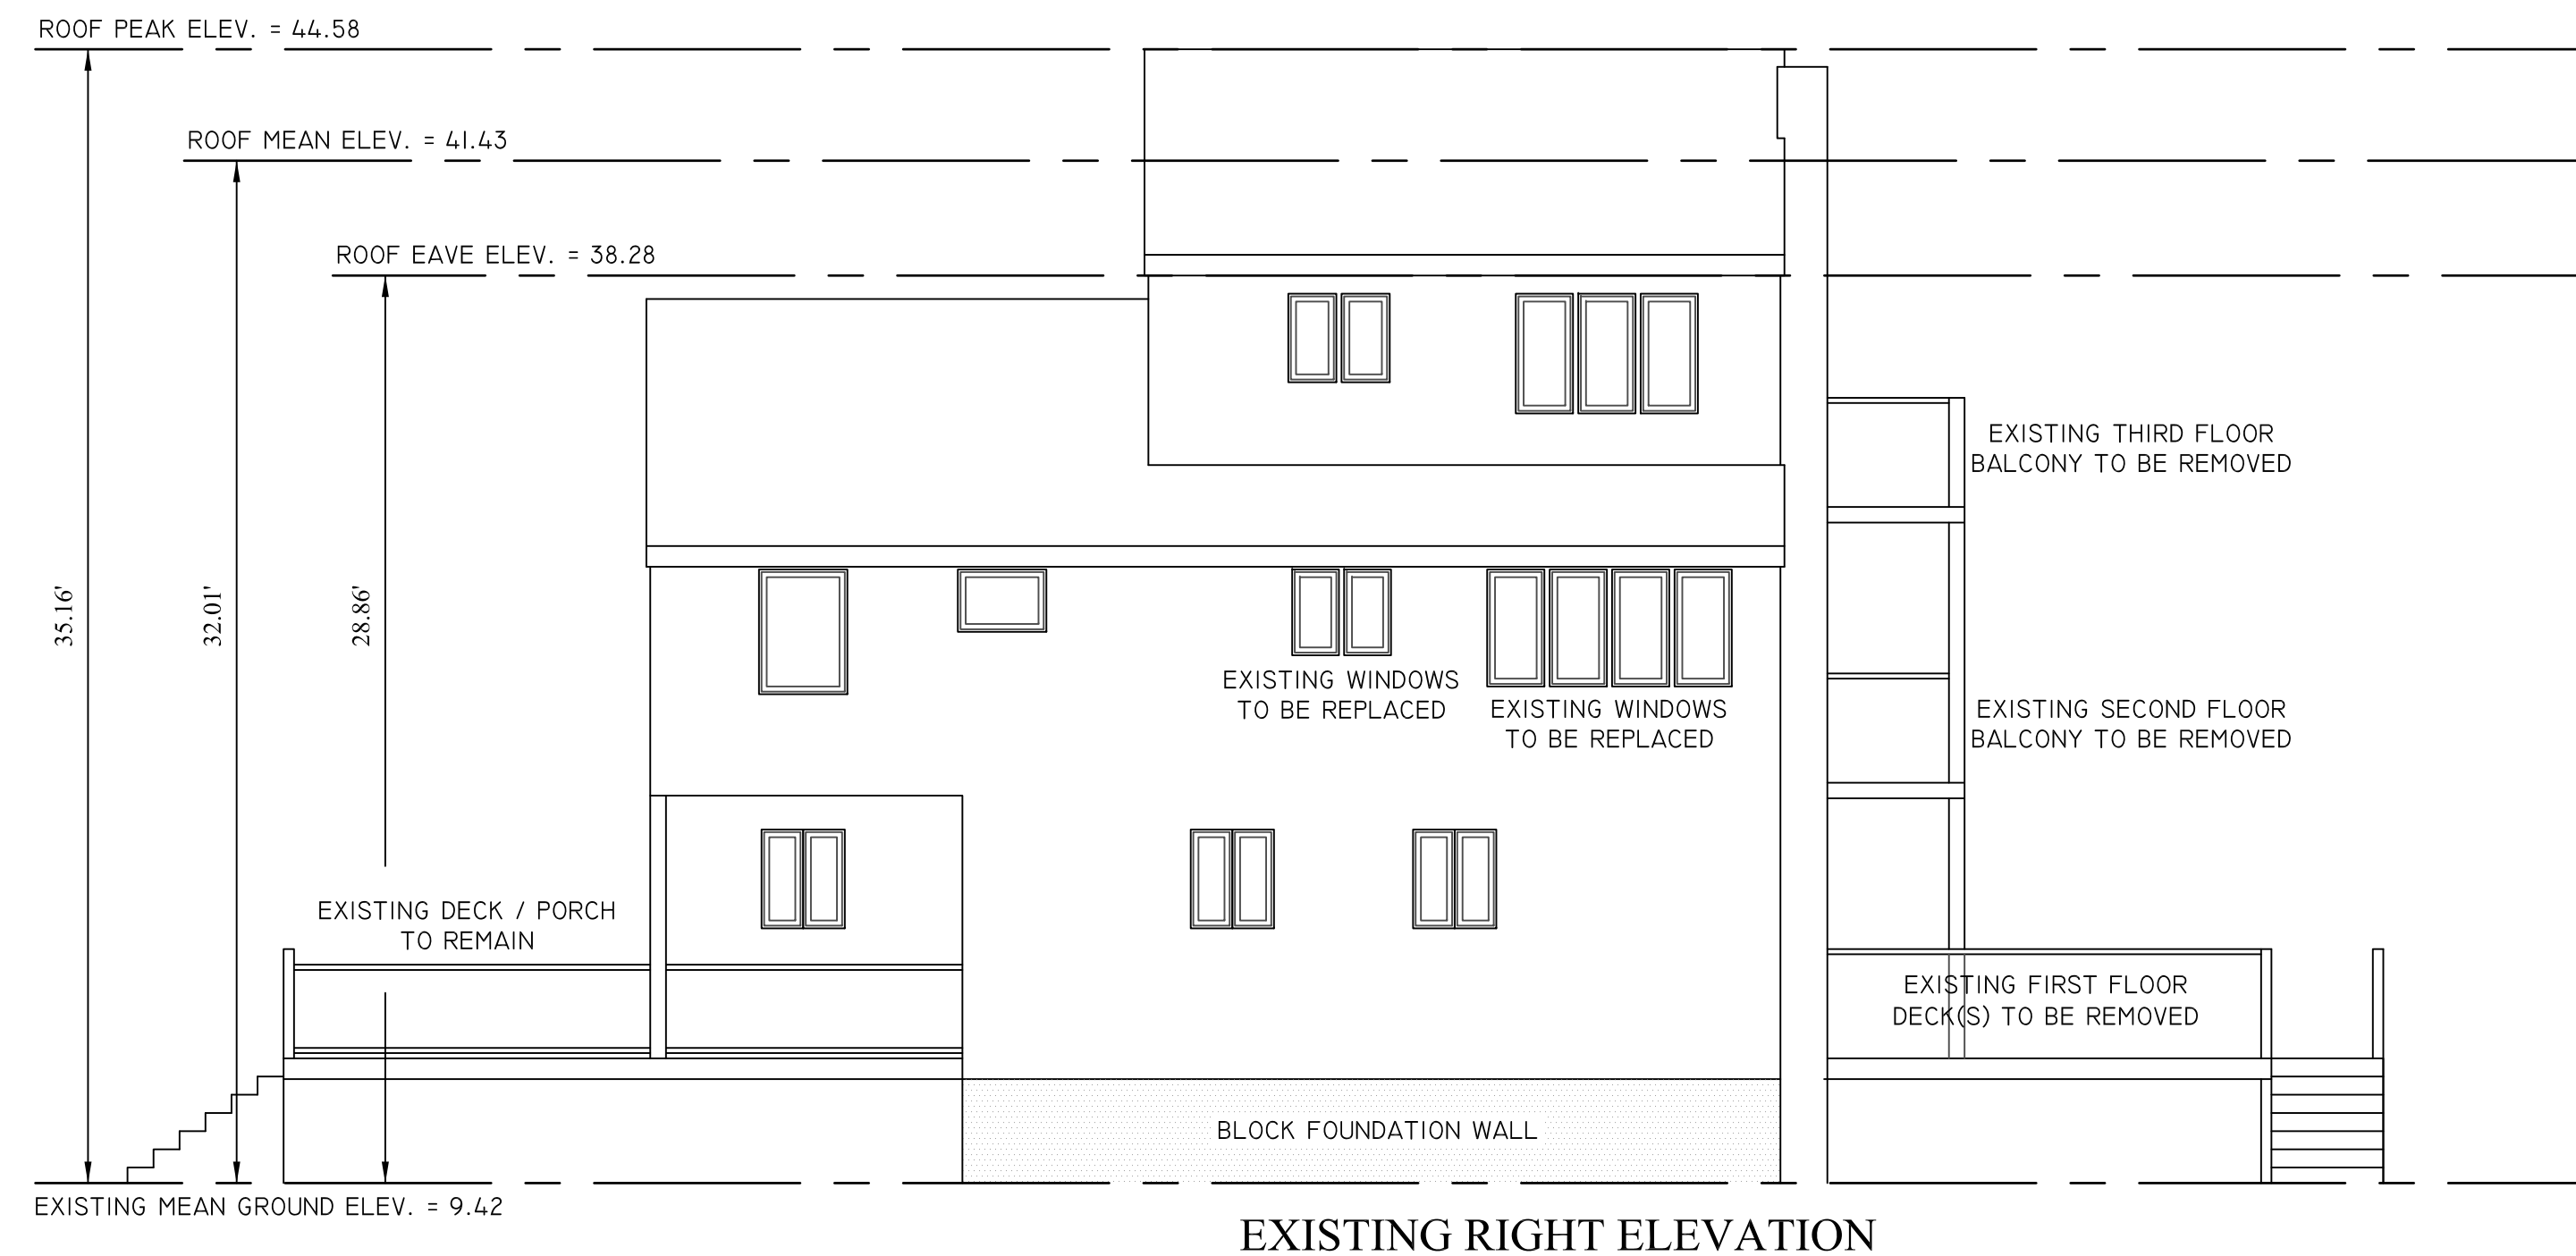 ROOF PEAK ELEV. = 44.58
ROOF MEAN ELEV. = 41.43
ROOF EAVE ELEV. = 38.28
35.16'
32.01'
28.86'
EXISTING THIRD FLOOR
BALCONY TO BE REMOVED
EXISTING WINDOWS
TO BE REPLACED
EXISTING WINDOWS
TO BE REPLACED
EXISTING SECOND FLOOR
BALCONY TO BE REMOVED
EXISTING DECK / PORCH
TO REMAIN
EXISTING FIRST FLOOR
DECK(S) TO BE REMOVED
BLOCK FOUNDATION WALL
EXISTING MEAN GROUND ELEV. = 9.42
EXISTING RIGHT ELEVATION